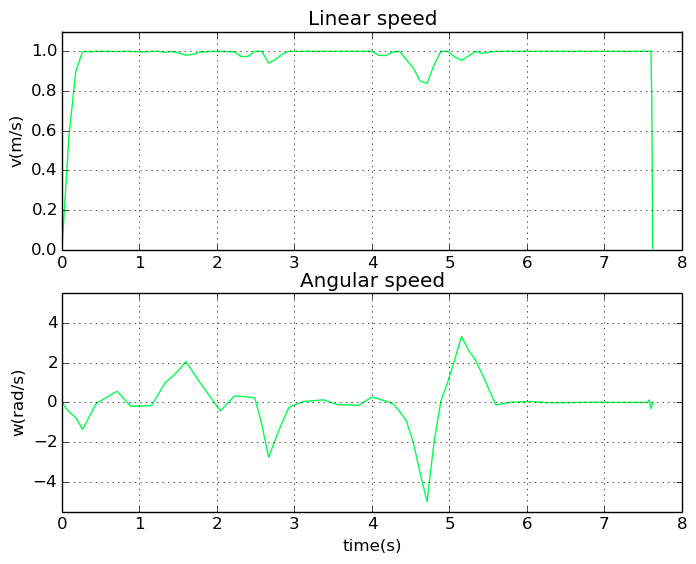 Linear speed
1.0
0.8
0.6
0.4
0.2
0.0
v(m/s)
0 1 2 3 4 5 6 7 8
Angular speed
4
2
0
−2
−4
w(rad/s)
0 1 2 3 4 5 6 7 8
time(s)